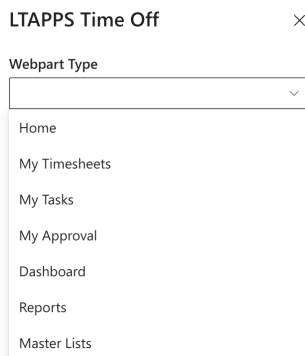 LTAPPS Time Off
Webpart Type
Home
My Timesheets
My Tasks
My Approval
Dashboard
Reports
Master Lists